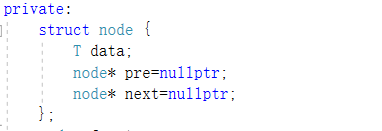 private:
struct node {
T data;
node* pre=nullptr;
node* next=nullptr;
};